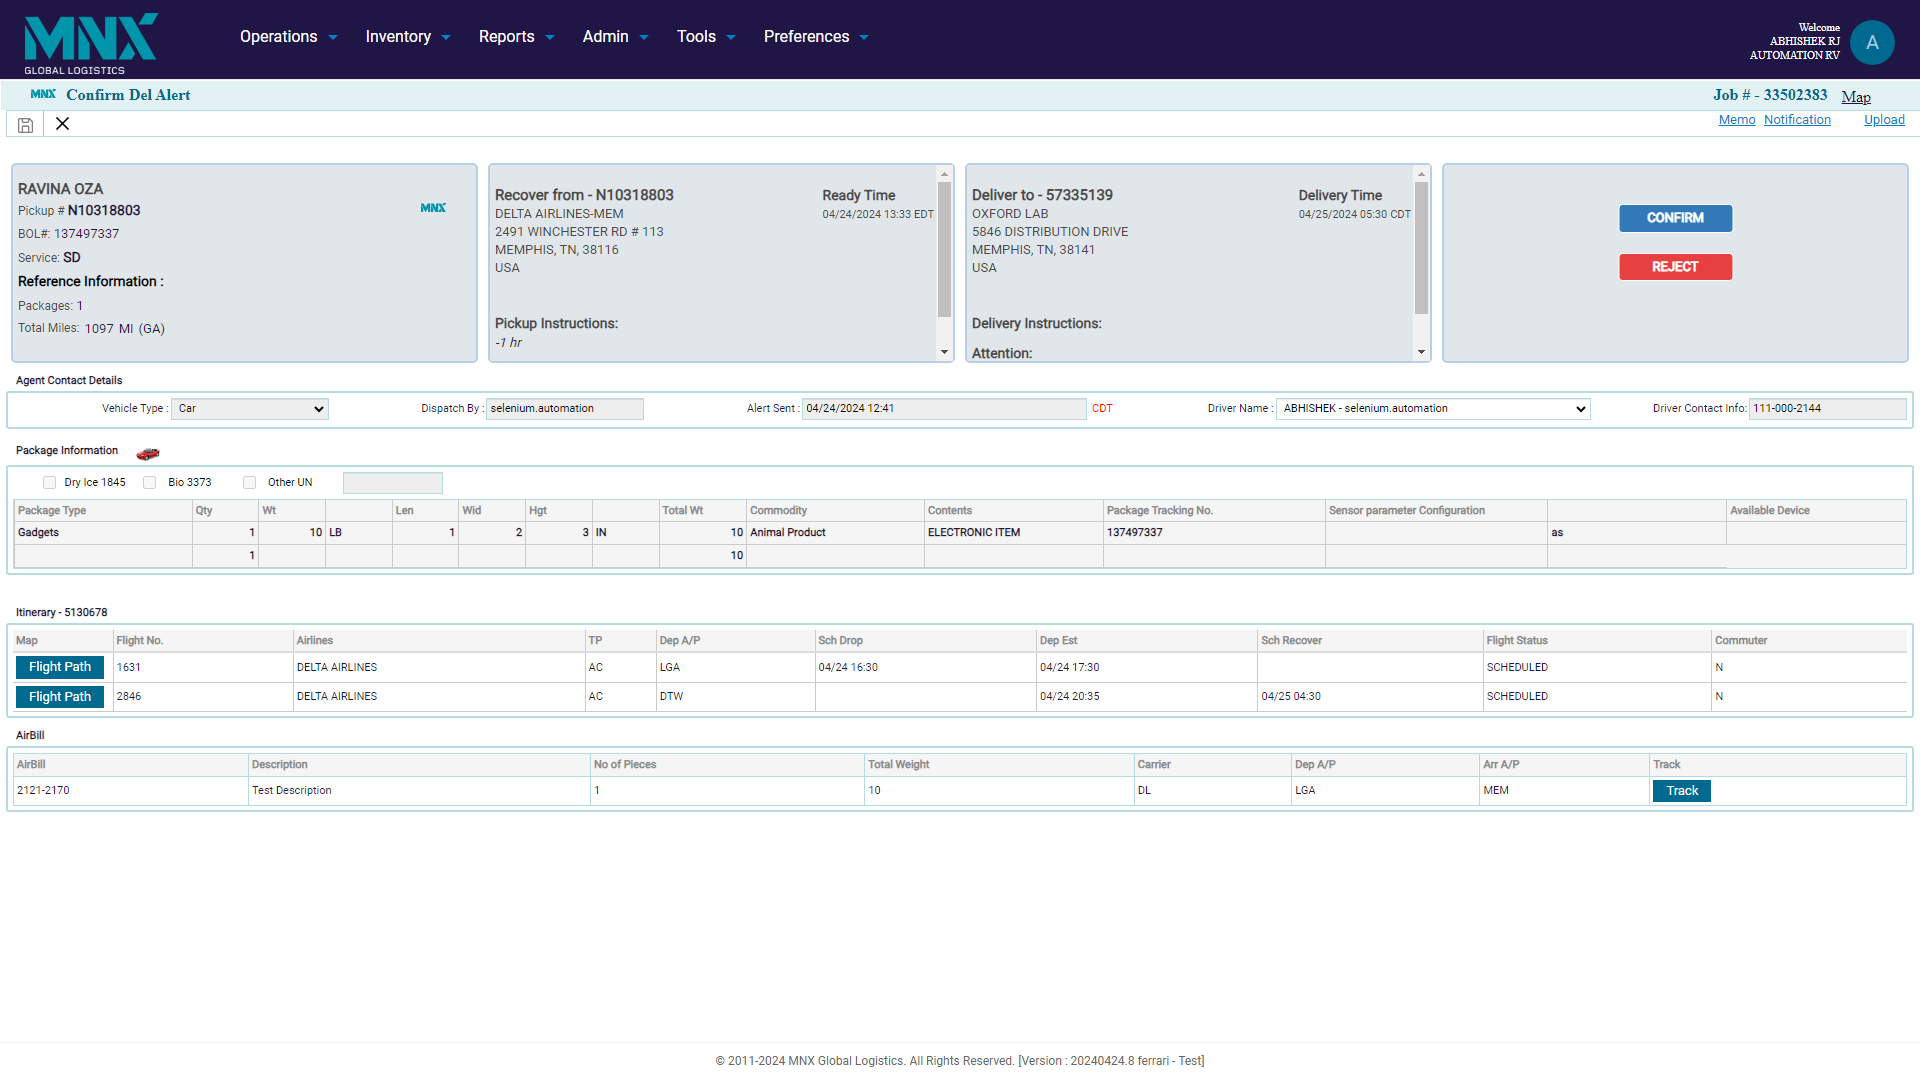 MNX
GLOBAL LOGISTICS
Operations Inventory Reports Admin Tools Preferences
Welcome
ABHISHEK RJ
AUTOMATION RV
A
MNX Confirm Del Alert
Job # - 33502383 Map
Memo Notification Upload
RAVINA OZA
Pickup # N10318803
MNX
BOL#: 137497337
Service: SD
Reference Information :
Packages: 1
Total Miles: 1097 MI (GA)
Recover from - N10318803 Ready Time
DELTA AIRLINES-MEM 04/24/2024 13:33 EDT
2491 WINCHESTER RD # 113
MEMPHIS, TN, 38116
USA
Pickup Instructions:
-1 hr
Deliver to - 57335139 Delivery Time
OXFORD LAB 04/25/2024 05:30 CDT
5846 DISTRIBUTION DRIVE
MEMPHIS, TN, 38141
USA
Delivery Instructions:
Attention:
CONFIRM
REJECT
Agent Contact Details
Vehicle Type : Car Dispatch By : selenium.automation Alert Sent : 04/24/2024 12:41 CDT Driver Name : ABHISHEK - selenium.automation Driver Contact Info: 111-000-2144
Package Information
Dry Ice 1845 Bio 3373 Other UN
Package Type Qty Wt Len Wid Hgt Total Wt Commodity Contents Package Tracking No. Sensor parameter Configuration Available Device
Gadgets 1 10 LB 1 2 3 IN 10 Animal Product ELECTRONIC ITEM 137497337 as
1 10
Itinerary - 5130678
Map Flight No. Airlines TP Dep A/P Sch Drop Dep Est Sch Recover Flight Status Commuter
Flight Path 1631 DELTA AIRLINES AC LGA 04/24 16:30 04/24 17:30 SCHEDULED N
Flight Path 2846 DELTA AIRLINES AC DTW 04/24 20:35 04/25 04:30 SCHEDULED N
AirBill
AirBill Description No of Pieces Total Weight Carrier Dep A/P Arr A/P Track
2121-2170 Test Description 1 10 DL LGA MEM Track
© 2011-2024 MNX Global Logistics. All Rights Reserved. [Version : 20240424.8 ferrari - Test]